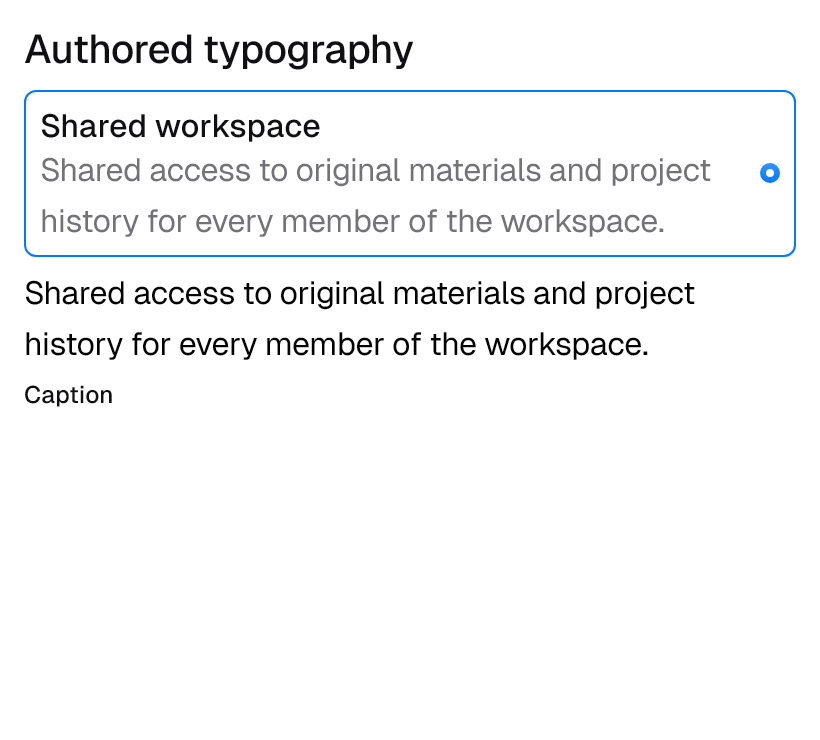 Authored typography
Shared workspace
Shared access to original materials and project
history for every member of the workspace.
Shared access to original materials and project
history for every member of the workspace.
Caption